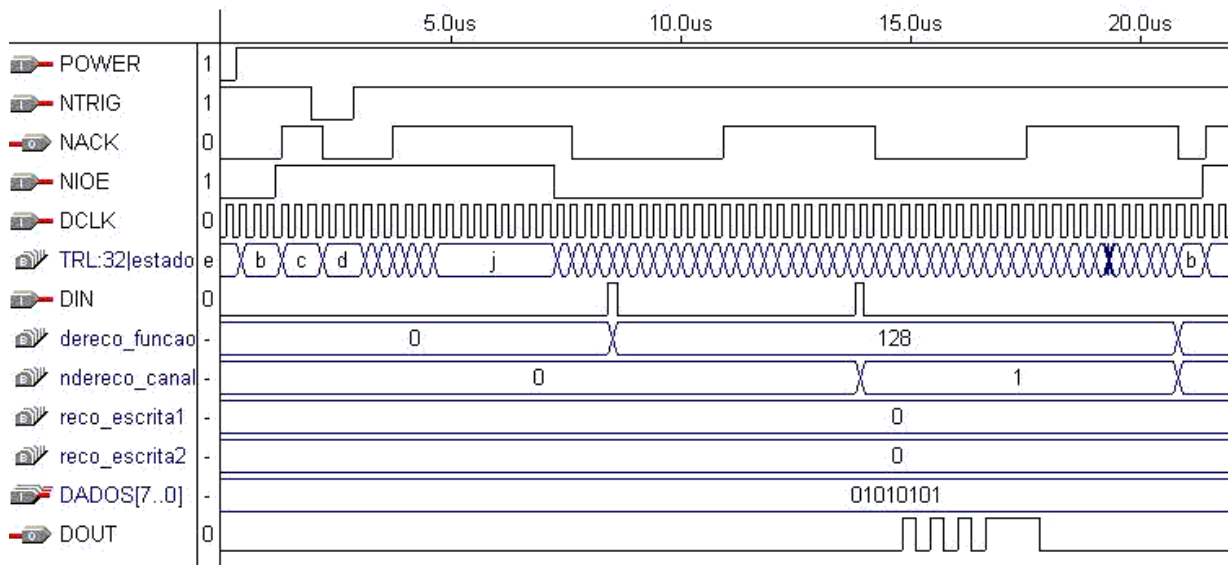 5.0us 10.0us 15.0us 20.0us
POWER 1
NTRIG 1
NACK 0
NIOE 1
DCLK 0
TRL:32|estado e b c d j b
DIN 0
dereco_funcao - 0 128
ndereco_canal - 0 1
reco_escrita1 - 0
reco_escrita2 - 0
DADOS[7..0] - 01010101
DOUT 0